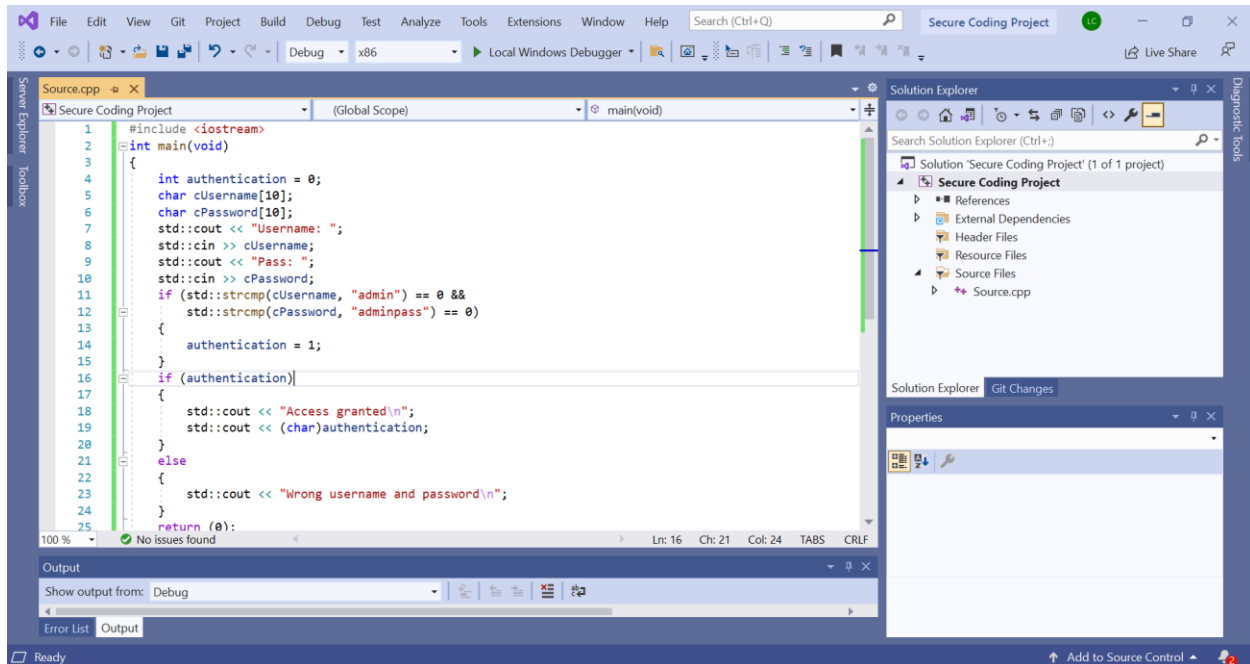 File Edit View Git Project Build Debug Test Analyze Tools Extensions Window Help Search (Ctrl+Q) Secure Coding Project LC
Debug x86 Local Windows Debugger Live Share
Server Explorer
Toolbox
Source.cpp
Secure Coding Project (Global Scope) main(void)
1 #include <iostream>
2 int main(void)
3 {
4 int authentication = 0;
5 char cUsername[10];
6 char cPassword[10];
7 std::cout << "Username: ";
8 std::cin >> cUsername;
9 std::cout << "Pass: ";
10 std::cin >> cPassword;
11 if (std::strcmp(cUsername, "admin") == 0 &&
12 std::strcmp(cPassword, "adminpass") == 0)
13 {
14 authentication = 1;
15 }
16 if (authentication)
17 {
18 std::cout << "Access granted\n";
19 std::cout << (char)authentication;
20 }
21 else
22 {
23 std::cout << "Wrong username and password\n";
24 }
25 return (0);
100 % No issues found Ln: 16 Ch: 21 Col: 24 TABS CRLF
Output
Show output from: Debug
Error List Output
Solution Explorer
Search Solution Explorer (Ctrl+;)
Solution 'Secure Coding Project' (1 of 1 project)
Secure Coding Project
References
External Dependencies
Header Files
Resource Files
Source Files
Source.cpp
Solution Explorer Git Changes
Properties
Diagnostic Tools
Ready Add to Source Control 2